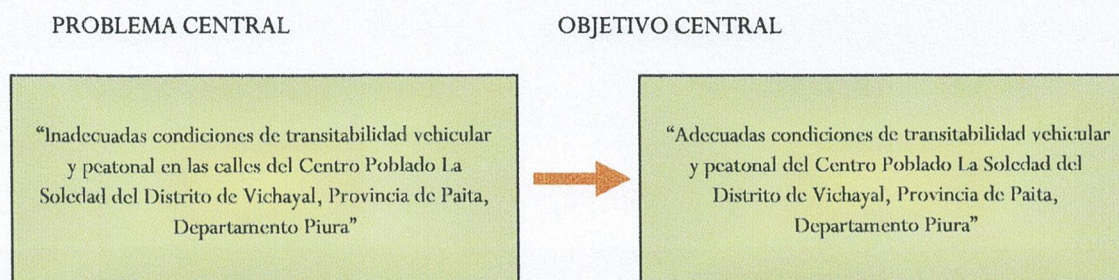 PROBLEMA CENTRAL
OBJETIVO CENTRAL
“Inadecuadas condiciones de transitabilidad vehicular
y peatonal en las calles del Centro Poblado La
Soledad del Distrito de Vichayal, Provincia de Paita,
Departamento Piura”
“Adecuadas condiciones de transitabilidad vehicular
y peatonal del Centro Poblado La Soledad del
Distrito de Vichayal, Provincia de Paita,
Departamento Piura”